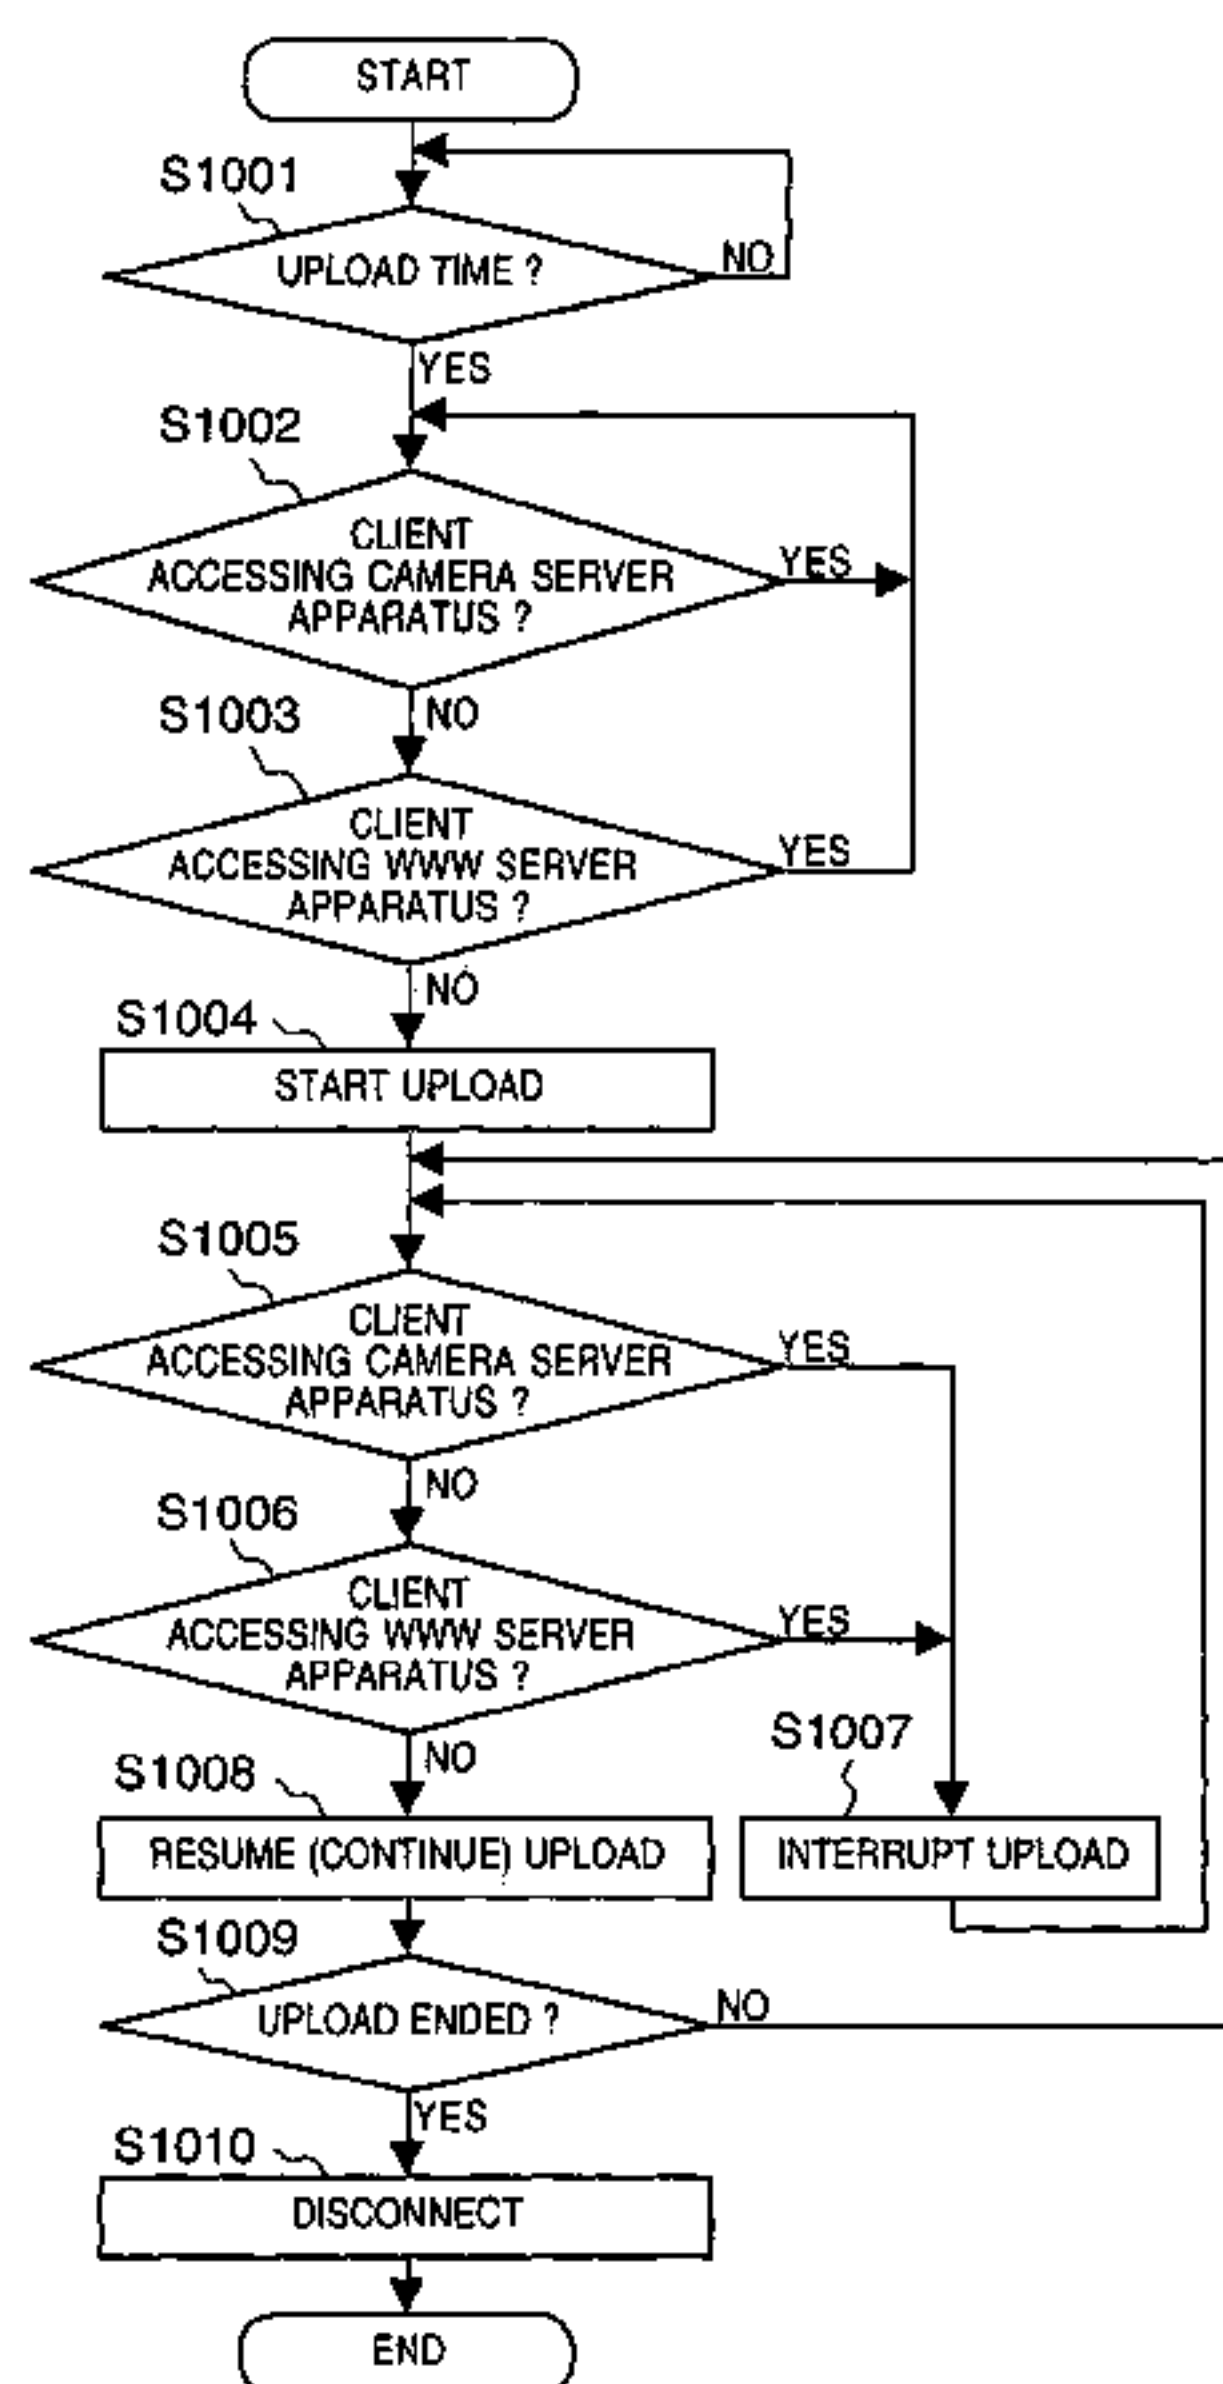 START
S1001
UPLOAD TIME ?
NO
YES
S1002
CLIENT
ACCESSING CAMERA SERVER
APPARATUS ?
YES
NO
S1003
CLIENT
ACCESSING WWW SERVER
APPARATUS ?
YES
NO
S1004
START UPLOAD
S1005
CLIENT
ACCESSING CAMERA SERVER
APPARATUS ?
YES
NO
S1006
CLIENT
ACCESSING WWW SERVER
APPARATUS ?
YES
NO
S1007
INTERRUPT UPLOAD
S1008
RESUME (CONTINUE) UPLOAD
S1009
UPLOAD ENDED ?
NO
YES
S1010
DISCONNECT
END